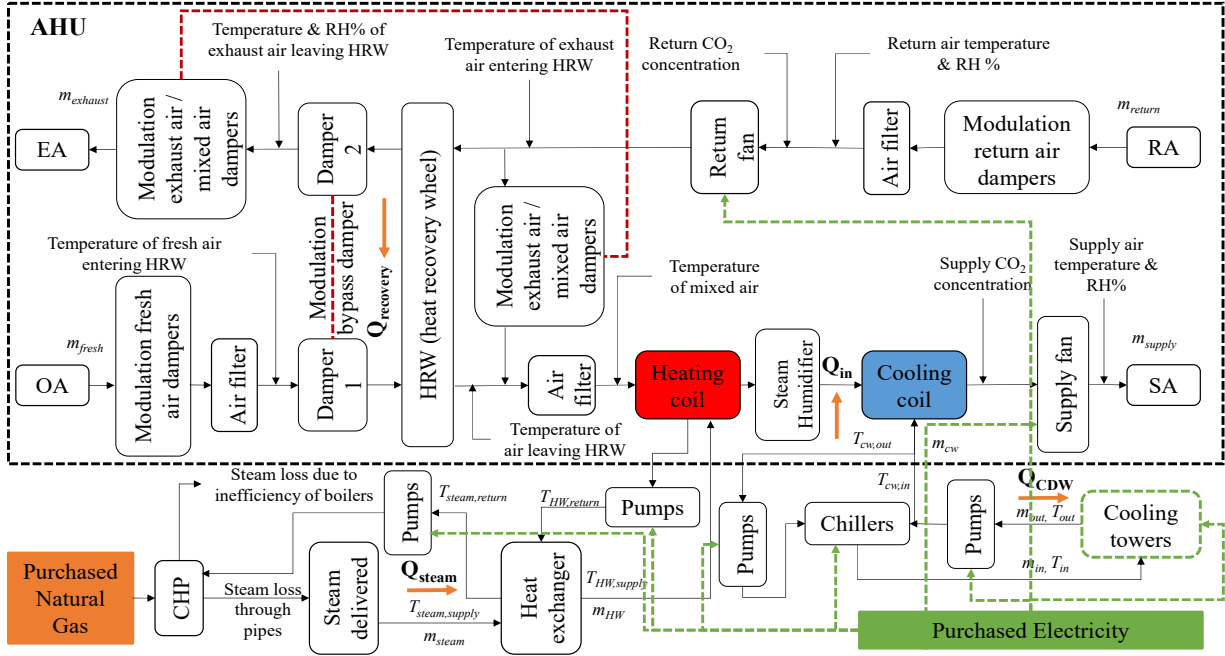 AHU
Temperature & RH% of
exhaust air leaving HRW
Temperature of exhaust
air entering HRW
Return CO2
concentration
Return air temperature
& RH %
m_exhaust
EA
Modulation
exhaust air /
mixed air
dampers
Damper
2
HRW (heat recovery wheel)
Return
fan
Air filter
Modulation
return air
dampers
m_return
RA
Temperature of fresh air
entering HRW
Modulation
bypass damper
Q_recovery
Modulation
exhaust air /
mixed air
dampers
Temperature
of mixed air
Supply CO2
concentration
Supply air
temperature &
RH%
m_fresh
OA
Modulation fresh
air dampers
Air filter
Damper
1
Air
filter
Heating
coil
Steam
Humidifier
Q_in
Cooling
coil
Supply fan
m_supply
SA
Temperature of
air leaving HRW
T_cw,out
m_cw
T_cw,in
Steam loss due to
inefficiency of boilers
T_steam,return
Pumps
T_HW,return
Pumps
Pumps
Chillers
Pumps
Q_CDW
m_out, T_out
Cooling
towers
m_in, T_in
Purchased
Natural
Gas
CHP
Steam loss
through
pipes
Steam
delivered
Q_steam
T_steam,supply
m_steam
Heat
exchanger
T_HW,supply
m_HW
Purchased Electricity